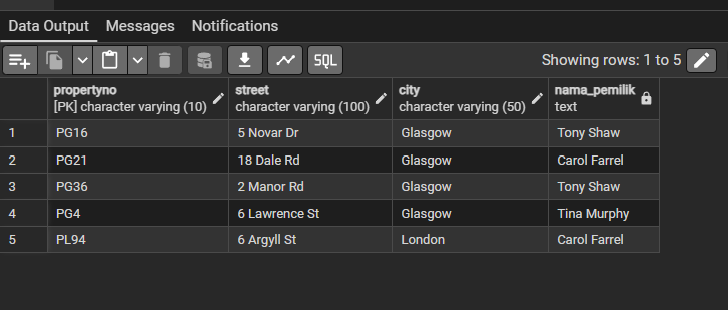 Data Output Messages Notifications
SQL Showing rows: 1 to 5
propertyno street city nama_pemilik
[PK] character varying (10) character varying (100) character varying (50) text
1 PG16 5 Novar Dr Glasgow Tony Shaw
2 PG21 18 Dale Rd Glasgow Carol Farrel
3 PG36 2 Manor Rd Glasgow Tony Shaw
4 PG4 6 Lawrence St Glasgow Tina Murphy
5 PL94 6 Argyll St London Carol Farrel